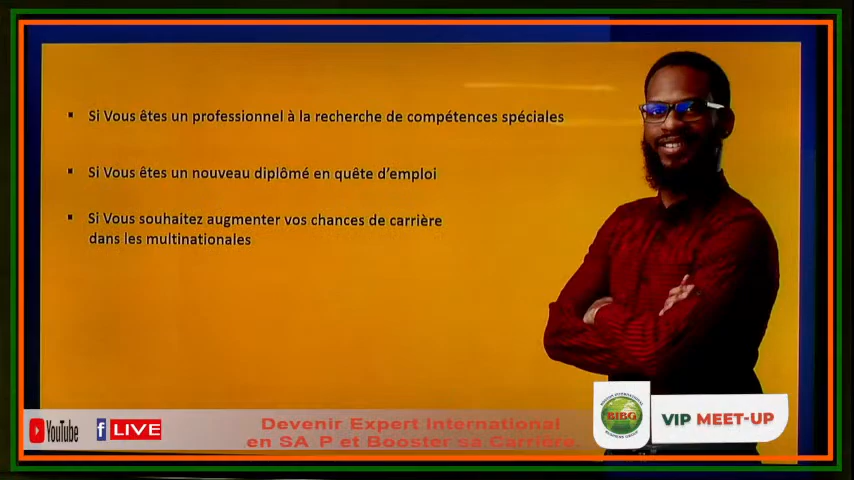 Si Vous êtes un professionnel à la recherche de compétences spéciales
Si Vous êtes un nouveau diplômé en quête d'emploi
Si Vous souhaitez augmenter vos chances de carrière
dans les multinationales
YouTube
f LIVE
Devenir Expert International
en SA P et Booster sa Carrière.
BIBG
VIP MEET-UP